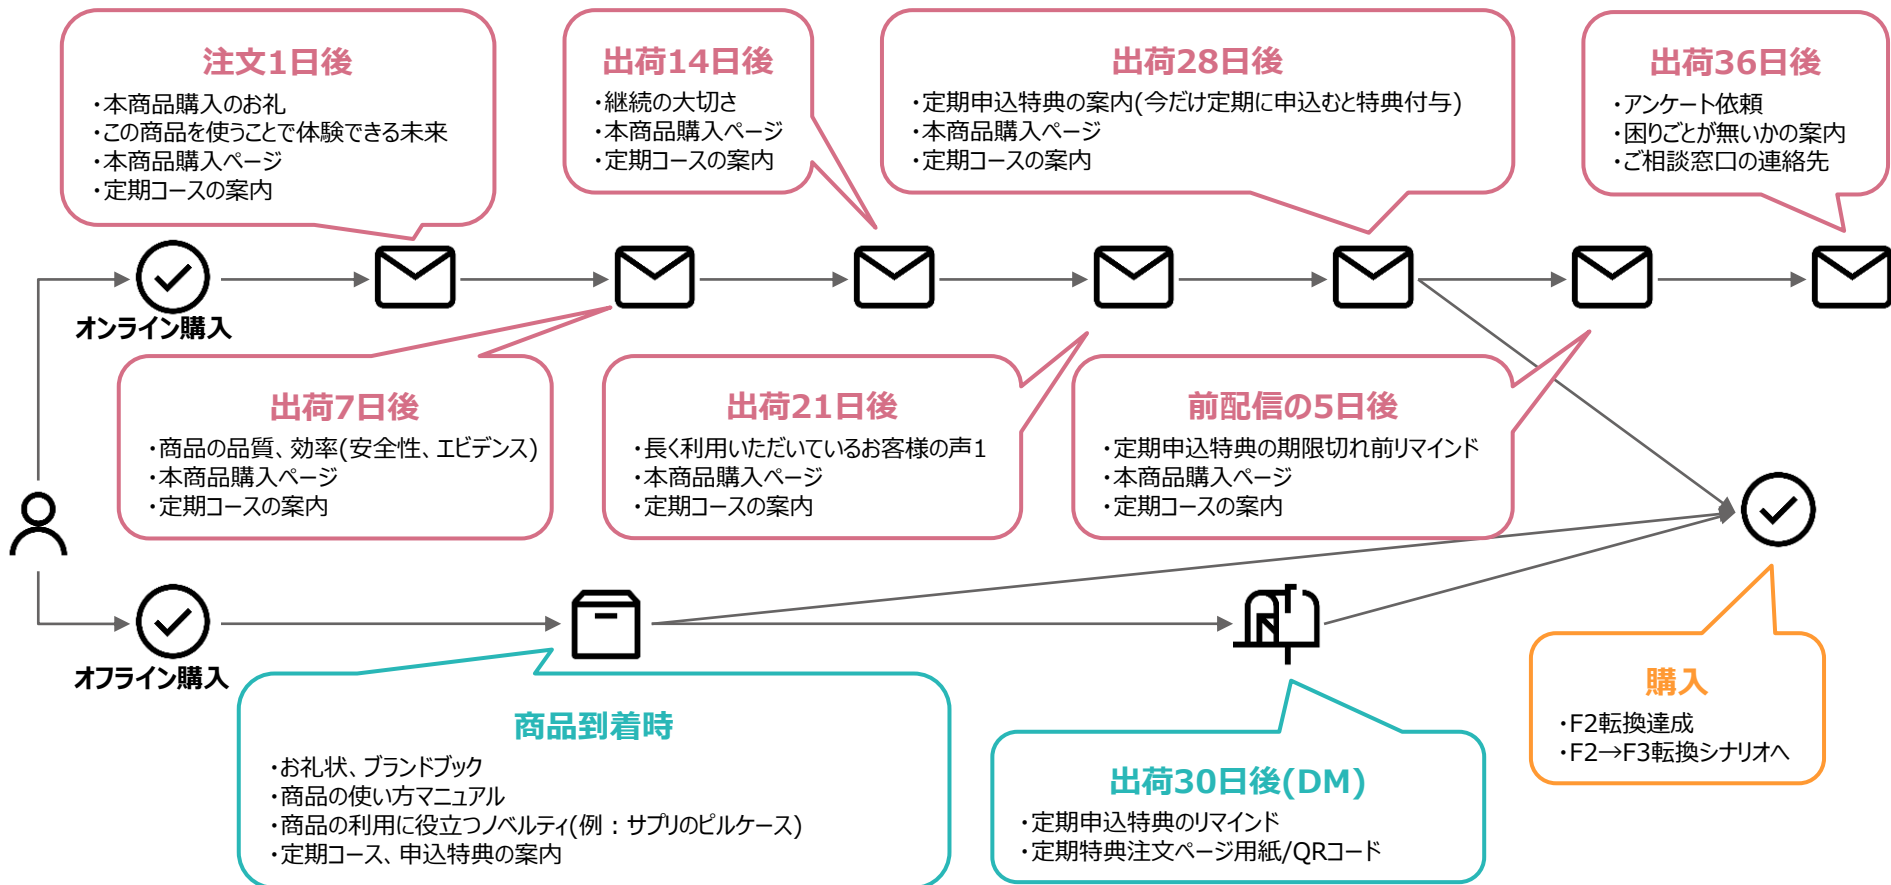 注文1日後
・本商品購入のお礼
・この商品を使うことで体験できる未来
・本商品購入ページ
・定期コースの案内
出荷14日後
・継続の大切さ
・本商品購入ページ
・定期コースの案内
出荷28日後
・定期申込特典の案内(今だけ定期に申込むと特典付与)
・本商品購入ページ
・定期コースの案内
出荷36日後
・アンケート依頼
・困りごとが無いかの案内
・ご相談窓口の連絡先
オンライン購入
出荷7日後
・商品の品質、効率(安全性、エビデンス)
・本商品購入ページ
・定期コースの案内
出荷21日後
・長く利用いただいているお客様の声1
・本商品購入ページ
・定期コースの案内
前配信の5日後
・定期申込特典の期限切れ前リマインド
・本商品購入ページ
・定期コースの案内
オフライン購入
商品到着時
・お礼状、ブランドブック
・商品の使い方マニュアル
・商品の利用に役立つノベルティ(例：サプリのピルケース)
・定期コース、申込特典の案内
出荷30日後(DM)
・定期申込特典のリマインド
・定期特典注文ページ用紙/QRコード
購入
・F2転換達成
・F2→F3転換シナリオへ